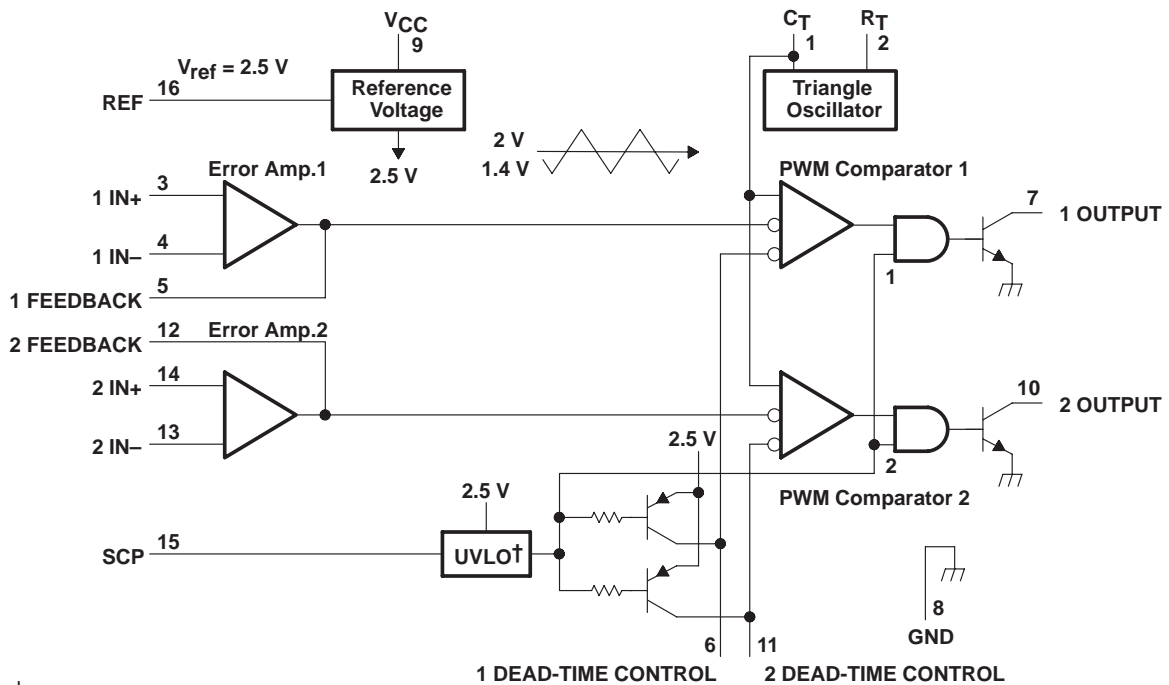 VCC
9
CT
1
RT
2
Vref = 2.5 V
REF
16
Reference
Voltage
Triangle
Oscillator
2 V
1.4 V
2.5 V
Error Amp.1
PWM Comparator 1
1 IN+
3
7
1 OUTPUT
1 IN–
4
1
1 FEEDBACK
5
2 FEEDBACK
12
Error Amp.2
2 IN+
14
10
2 OUTPUT
2 IN–
13
2.5 V
2
2.5 V
PWM Comparator 2
SCP
15
UVLO†
8
GND
6
11
1 DEAD-TIME CONTROL
2 DEAD-TIME CONTROL